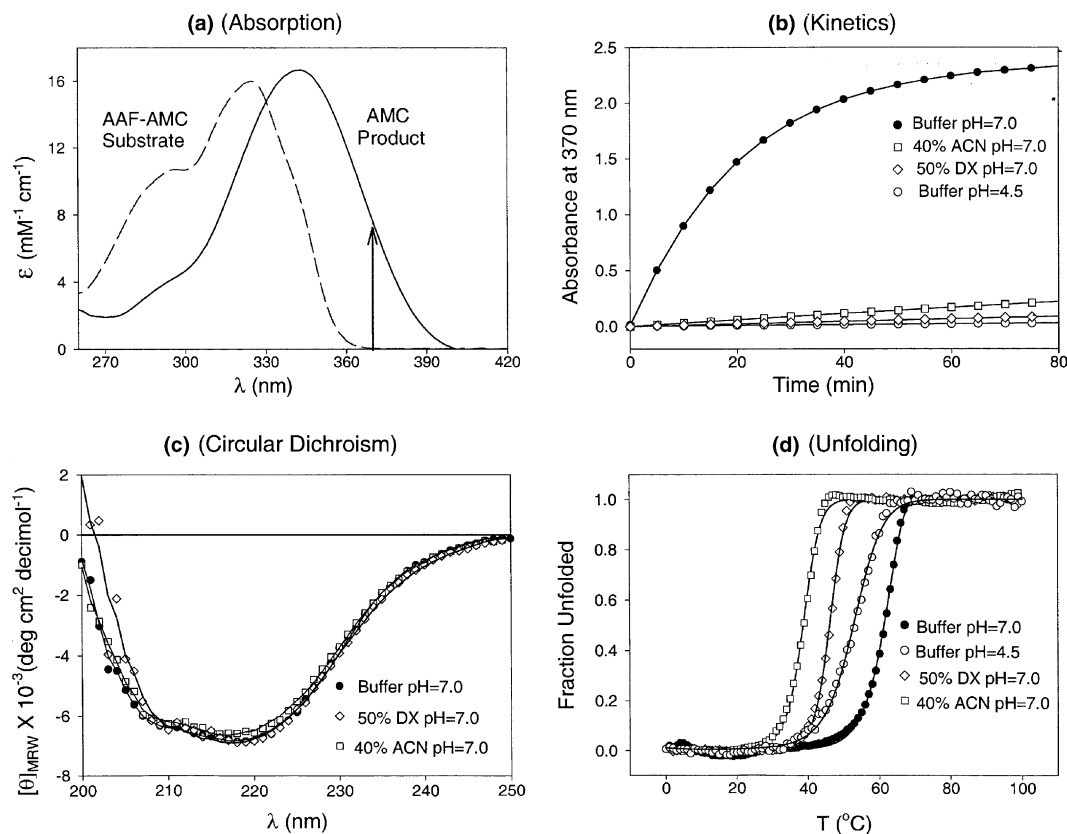 (a) (Absorption)
16
12
8
4
0
ε (mM⁻¹ cm⁻¹)
AAF-AMC
Substrate
AMC
Product
270
300
330
360
390
420
λ (nm)
(b) (Kinetics)
2.5
2.0
1.5
1.0
0.5
0.0
Absorbance at 370 nm
Buffer pH=7.0
40% ACN pH=7.0
50% DX pH=7.0
Buffer pH=4.5
0
20
40
60
80
Time (min)
(c) (Circular Dichroism)
2
0
-2
-4
-6
-8
[θ]MRW X 10⁻³(deg cm² decimol⁻¹)
Buffer pH=7.0
50% DX pH=7.0
40% ACN pH=7.0
200
210
220
230
240
250
λ (nm)
(d) (Unfolding)
1.0
0.8
0.6
0.4
0.2
0.0
Fraction Unfolded
Buffer pH=7.0
Buffer pH=4.5
50% DX pH=7.0
40% ACN pH=7.0
0
20
40
60
80
100
T (°C)